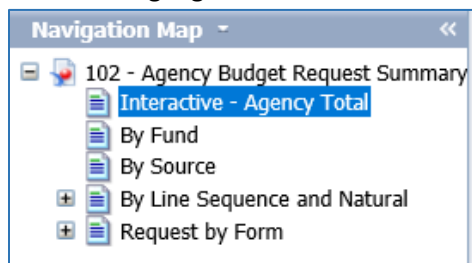 Navigation Map
102 - Agency Budget Request Summary
Interactive - Agency Total
By Fund
By Source
By Line Sequence and Natural
Request by Form